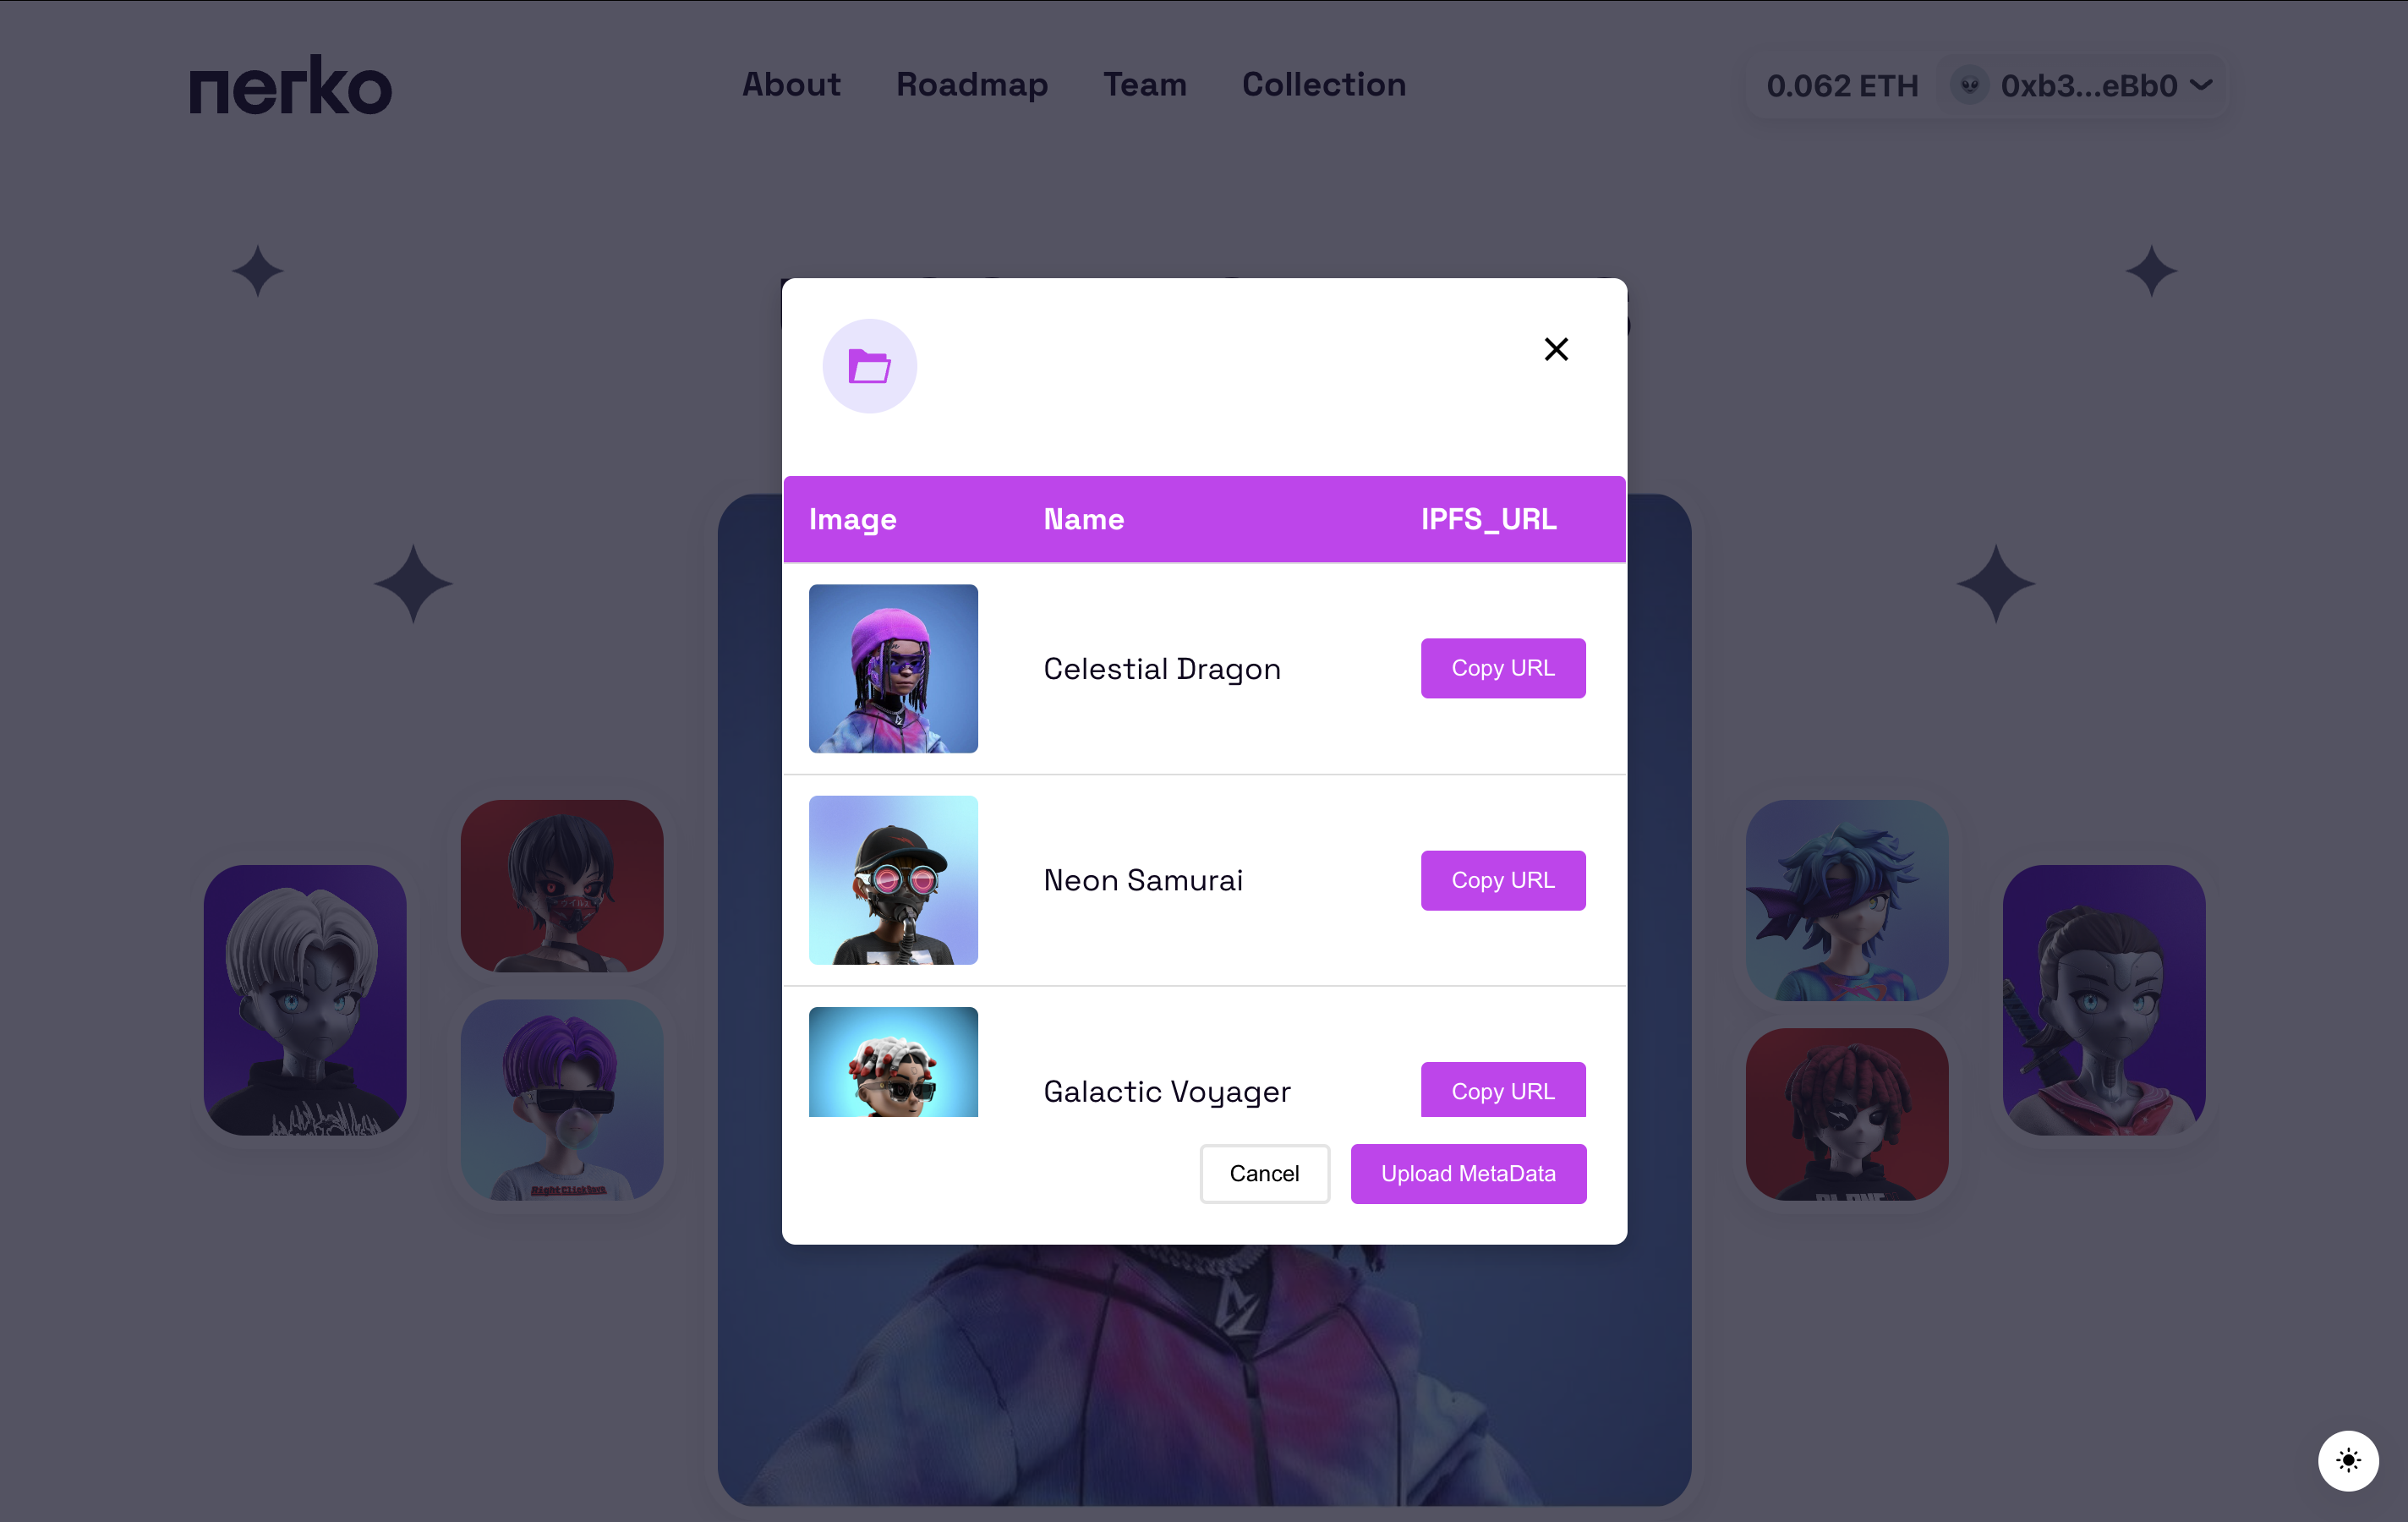 nerko
About
Roadmap
Team
Collection
0.062 ETH
0xb3...eBb0
Image
Name
IPFS_URL
Celestial Dragon
Copy URL
Neon Samurai
Copy URL
Galactic Voyager
Copy URL
Cancel
Upload MetaData